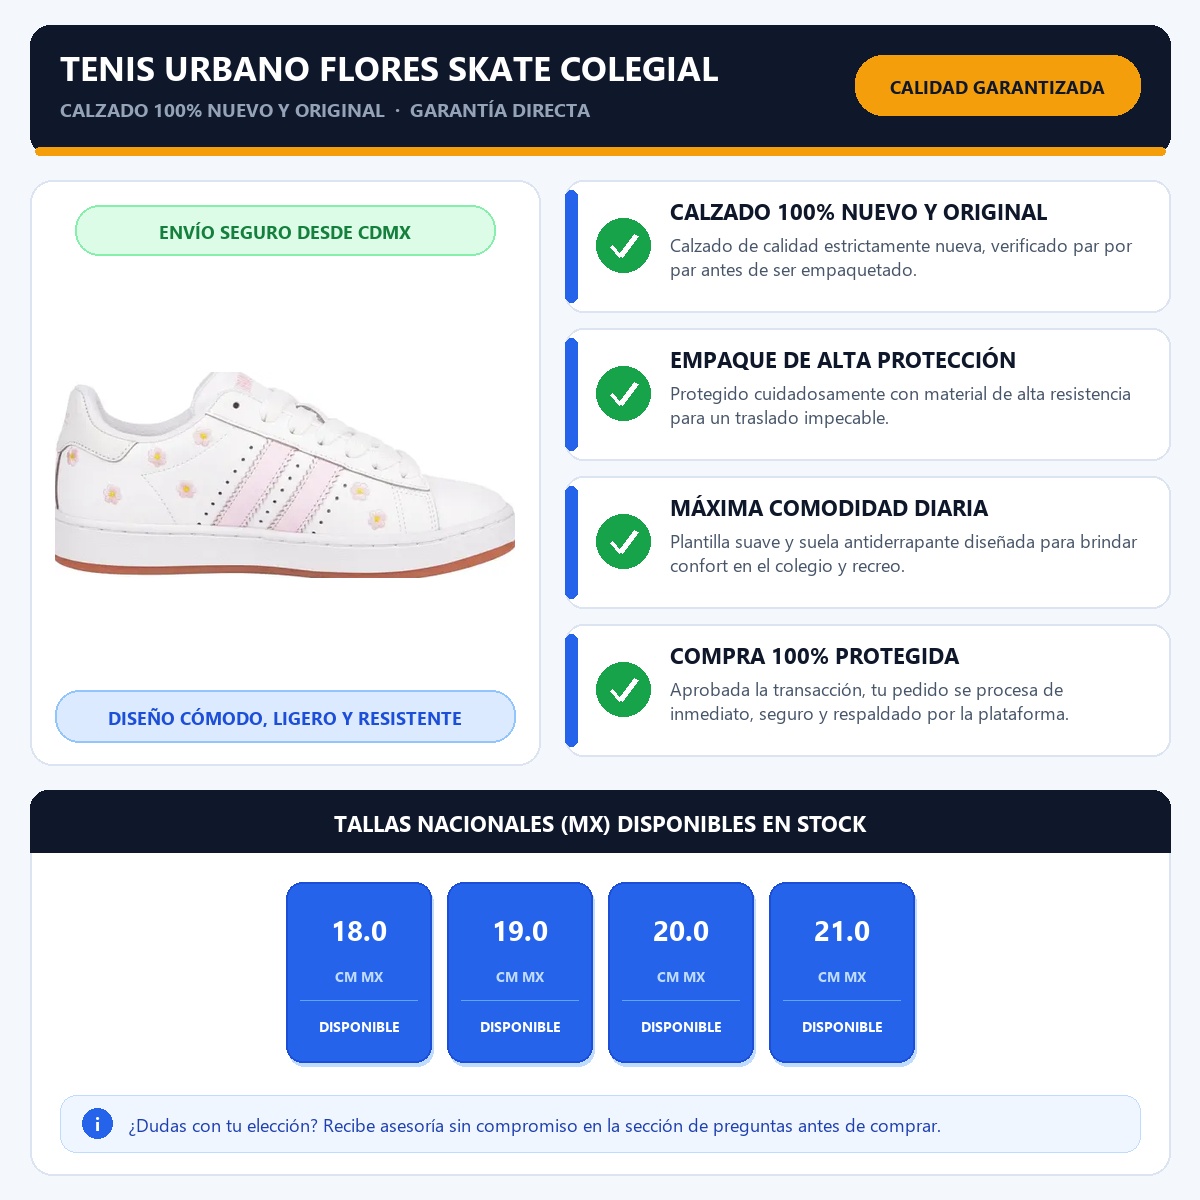 TENIS URBANO FLORES SKATE COLEGIAL
CALZADO 100% NUEVO Y ORIGINAL · GARANTÍA DIRECTA
CALIDAD GARANTIZADA
ENVÍO SEGURO DESDE CDMX
DISEÑO CÓMODO, LIGERO Y RESISTENTE
CALZADO 100% NUEVO Y ORIGINAL
Calzado de calidad estrictamente nueva, verificado par por
par antes de ser empaquetado.
EMPAQUE DE ALTA PROTECCIÓN
Protegido cuidadosamente con material de alta resistencia
para un traslado impecable.
MÁXIMA COMODIDAD DIARIA
Plantilla suave y suela antiderrapante diseñada para brindar
confort en el colegio y recreo.
COMPRA 100% PROTEGIDA
Aprobada la transacción, tu pedido se procesa de
inmediato, seguro y respaldado por la plataforma.
TALLAS NACIONALES (MX) DISPONIBLES EN STOCK
18.0
CM MX
DISPONIBLE
19.0
CM MX
DISPONIBLE
20.0
CM MX
DISPONIBLE
21.0
CM MX
DISPONIBLE
¿Dudas con tu elección? Recibe asesoría sin compromiso en la sección de preguntas antes de comprar.